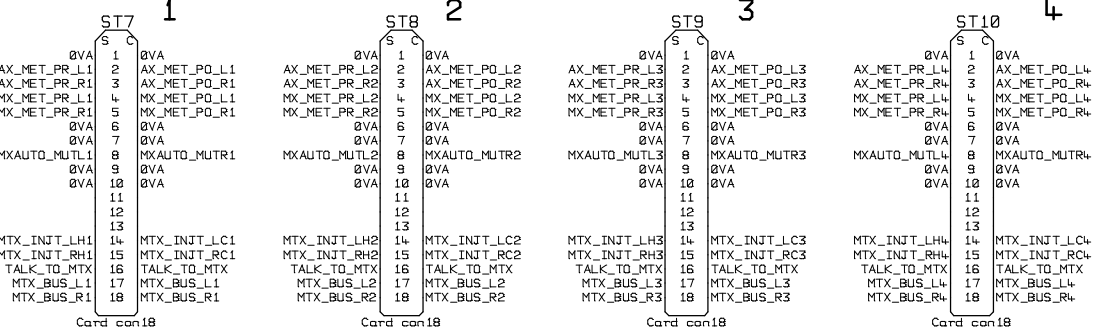 1 2 3 4
ST7 ST8 ST9 ST10
S C S C S C S C
0VA 1 0VA 0VA 1 0VA 0VA 1 0VA 0VA 1 0VA
AX_MET_PR_L1 2 AX_MET_PO_L1 AX_MET_PR_L2 2 AX_MET_PO_L2 AX_MET_PR_L3 2 AX_MET_PO_L3 AX_MET_PR_L4 2 AX_MET_PO_L4
AX_MET_PR_R1 3 AX_MET_PO_R1 AX_MET_PR_R2 3 AX_MET_PO_R2 AX_MET_PR_R3 3 AX_MET_PO_R3 AX_MET_PR_R4 3 AX_MET_PO_R4
MX_MET_PR_L1 4 MX_MET_PO_L1 MX_MET_PR_L2 4 MX_MET_PO_L2 MX_MET_PR_L3 4 MX_MET_PO_L3 MX_MET_PR_L4 4 MX_MET_PO_L4
MX_MET_PR_R1 5 MX_MET_PO_R1 MX_MET_PR_R2 5 MX_MET_PO_R2 MX_MET_PR_R3 5 MX_MET_PO_R3 MX_MET_PR_R4 5 MX_MET_PO_R4
0VA 6 0VA 0VA 6 0VA 0VA 6 0VA 0VA 6 0VA
0VA 7 0VA 0VA 7 0VA 0VA 7 0VA 0VA 7 0VA
MXAUTO_MUTL1 8 MXAUTO_MUTR1 MXAUTO_MUTL2 8 MXAUTO_MUTR2 MXAUTO_MUTL3 8 MXAUTO_MUTR3 MXAUTO_MUTL4 8 MXAUTO_MUTR4
0VA 9 0VA 0VA 9 0VA 0VA 9 0VA 0VA 9 0VA
0VA 10 0VA 0VA 10 0VA 0VA 10 0VA 0VA 10 0VA
11 11 11 11
12 12 12 12
13 13 13 13
MTX_INJT_LH1 14 MTX_INJT_LC1 MTX_INJT_LH2 14 MTX_INJT_LC2 MTX_INJT_LH3 14 MTX_INJT_LC3 MTX_INJT_LH4 14 MTX_INJT_LC4
MTX_INJT_RH1 15 MTX_INJT_RC1 MTX_INJT_RH2 15 MTX_INJT_RC2 MTX_INJT_RH3 15 MTX_INJT_RC3 MTX_INJT_RH4 15 MTX_INJT_RC4
TALK_TO_MTX 16 TALK_TO_MTX TALK_TO_MTX 16 TALK_TO_MTX TALK_TO_MTX 16 TALK_TO_MTX TALK_TO_MTX 16 TALK_TO_MTX
MTX_BUS_L1 17 MTX_BUS_L1 MTX_BUS_L2 17 MTX_BUS_L2 MTX_BUS_L3 17 MTX_BUS_L3 MTX_BUS_L4 17 MTX_BUS_L4
MTX_BUS_R1 18 MTX_BUS_R1 MTX_BUS_R2 18 MTX_BUS_R2 MTX_BUS_R3 18 MTX_BUS_R3 MTX_BUS_R4 18 MTX_BUS_R4
Card con18 Card con18 Card con18 Card con18